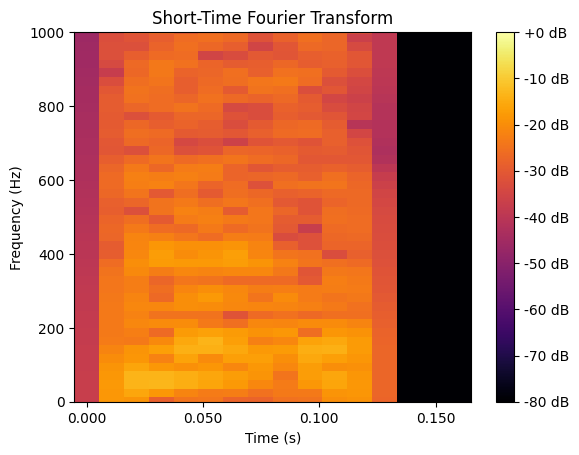 Short-Time Fourier Transform
1000
800
600
400
200
0
Frequency (Hz)
0.000
0.050
0.100
0.150
Time (s)
+0 dB
-10 dB
-20 dB
-30 dB
-40 dB
-50 dB
-60 dB
-70 dB
-80 dB